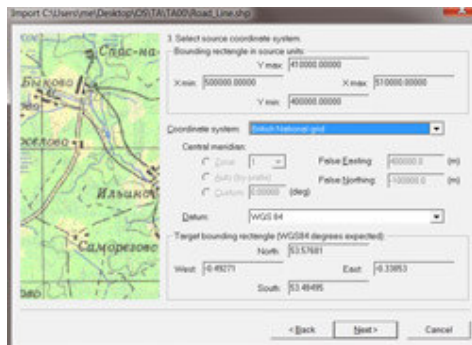 Import C:\Users\me\Desktop\OS\TA\TA00\Road_Line.shp
3. Select source coordinate system.
Bounding rectangle in source units
Y max: 410000.00000
X min: 500000.00000 X max: 510000.00000
Y min: 400000.00000
Coordinate system: British National grid
Central meridian:
Zone 1 False Easting: 400000.0 (m)
Auto (by prefix) False Northing: -100000.0 (m)
Custom 0.00000 (deg)
Datum: WGS 84
Target bounding rectangle (WGS84 degrees expected)
North: 53.57681
West: -0.49271 East: -0.33853
South: 53.48495
< Back Next > Cancel
Спас-на-
Быково
Ильино
Саморезово